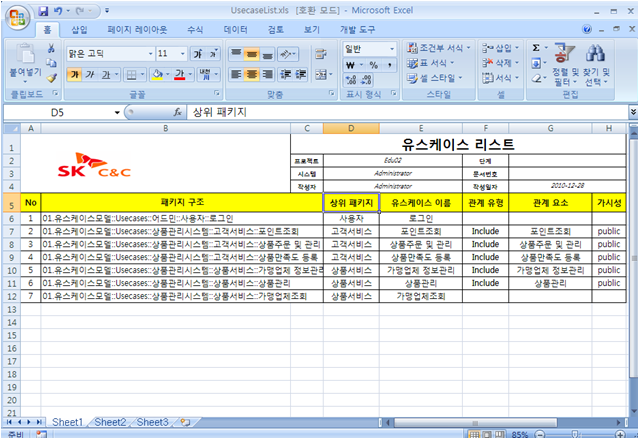 UsecaseList.xls [호환 모드] - Microsoft Excel
홈 삽입 페이지 레이아웃 수식 데이터 검토 보기 개발 도구
붙여넣기 맑은 고딕 11 일반 조건부 서식 삽입 정렬 및 필터 찾기 및 선택
표 서식 삭제
가 가 가 가 가 내천 셀 스타일 서식
클립보드 글꼴 맞춤 표시 형식 스타일 셀 편집
D5 fx 상위 패키지
A B C D E F G H
1 유스케이스 리스트
SK C&C
2 프로젝트 Edu02 단계
3 시스템 Administrator 문서번호
4 작성자 Administrator 작성일자 2010-12-28
5 No 패키지 구조 상위 패키지 유스케이스 이름 관계 유형 관계 요소 가시성
6 1 01.유스케이스모델::Usecases::어드민::사용자::로그인 사용자 로그인
7 2 01.유스케이스모델::Usecases::상품관리시스템::고객서비스::포인트조회 고객서비스 포인트조회 Include 포인트조회 public
8 3 01.유스케이스모델::Usecases::상품관리시스템::고객서비스::상품주문 및 관리 고객서비스 상품주문 및 관리 Include 상품주문 및 관리 public
9 4 01.유스케이스모델::Usecases::상품관리시스템::고객서비스::상품만족도 등록 고객서비스 상품만족도 등록 Include 상품만족도 등록 public
10 5 01.유스케이스모델::Usecases::상품관리시스템::상품서비스::가맹업체 정보관리 상품서비스 가맹업체 정보관리 Include 가맹업체 정보관리 public
11 6 01.유스케이스모델::Usecases::상품관리시스템::상품서비스::상품관리 상품서비스 상품관리 Include 상품관리 public
12 7 01.유스케이스모델::Usecases::상품관리시스템::상품서비스::가맹업체조회 상품서비스 가맹업체조회
13
14
15
16
17
18
19
20
21
Sheet1 Sheet2 Sheet3
준비 85%